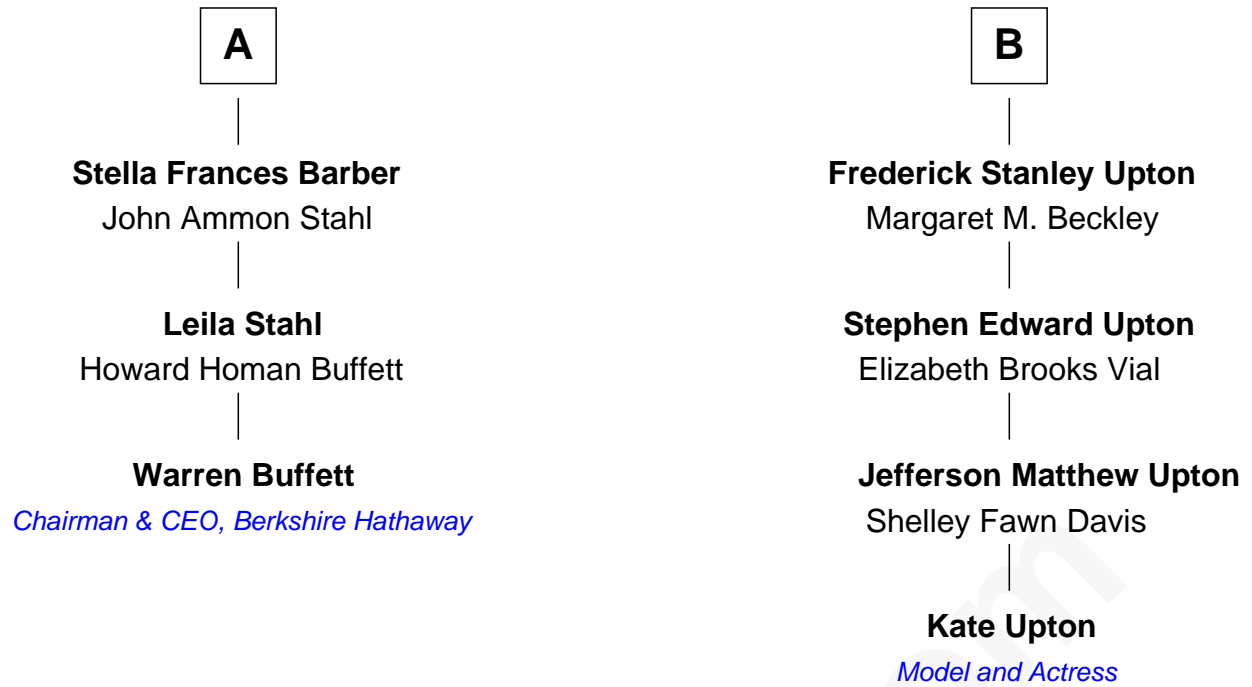 A
Stella Frances Barber
John Ammon Stahl
Leila Stahl
Howard Homan Buffett
Warren Buffett
Chairman & CEO, Berkshire Hathaway
B
Frederick Stanley Upton
Margaret M. Beckley
Stephen Edward Upton
Elizabeth Brooks Vial
Jefferson Matthew Upton
Shelley Fawn Davis
Kate Upton
Model and Actress